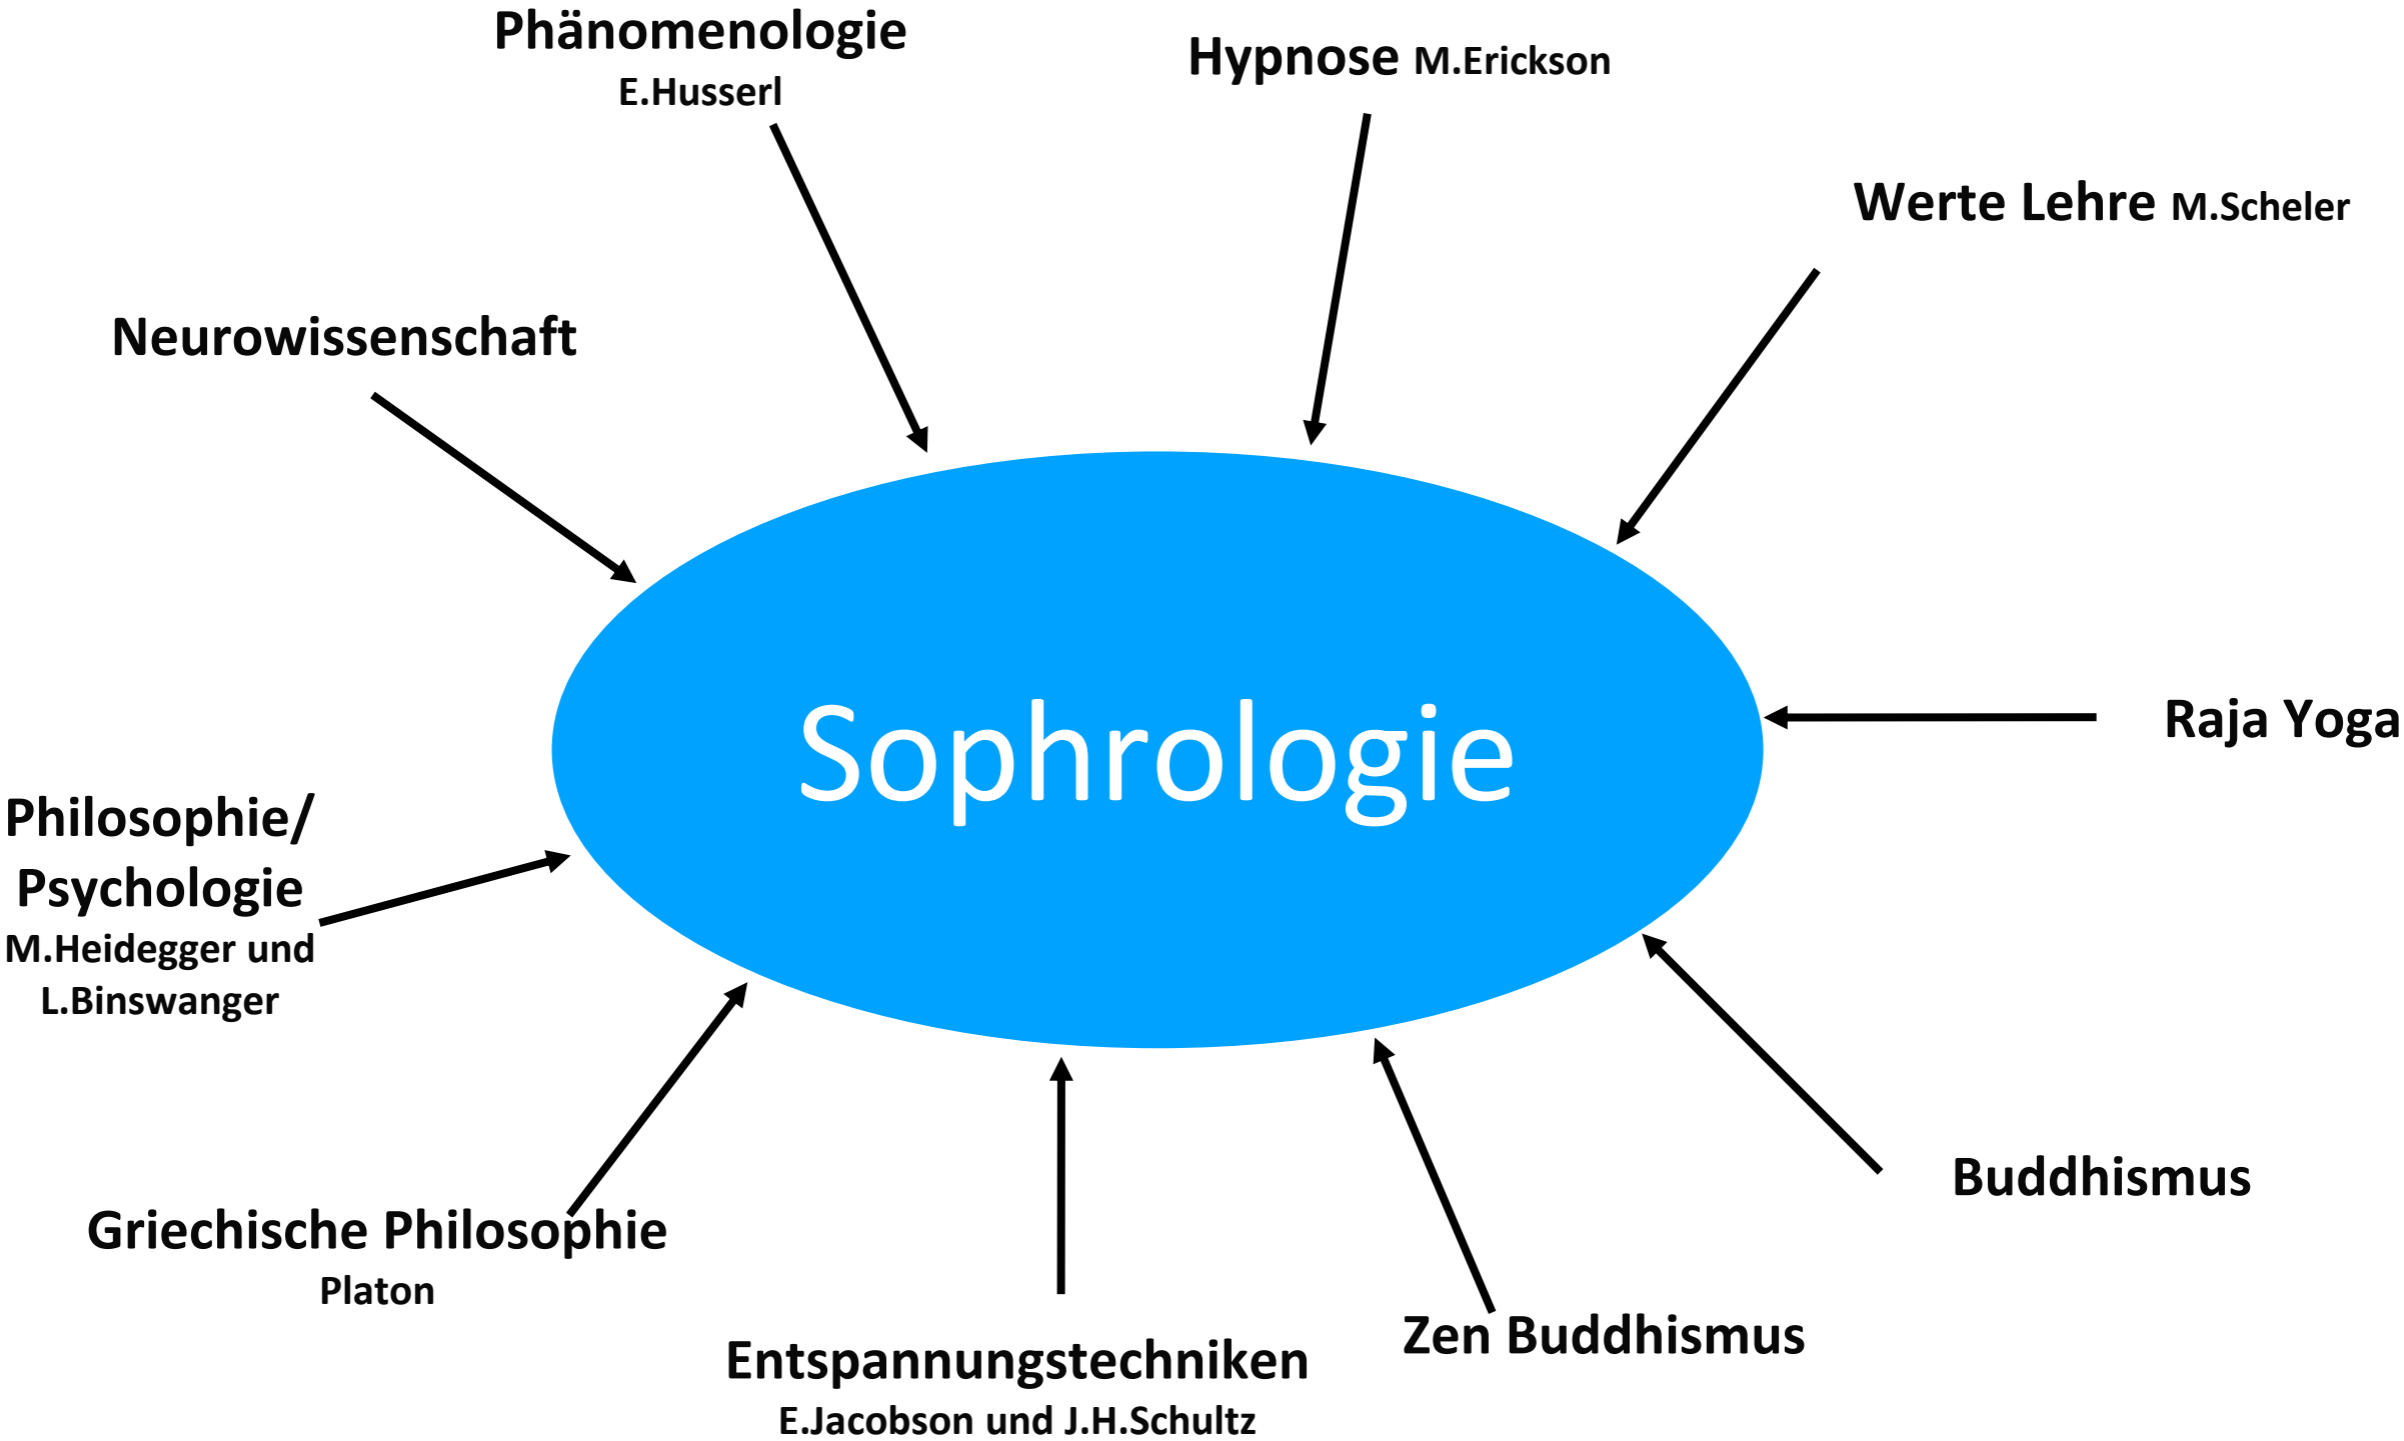 Phänomenologie
E.Husserl
Hypnose M.Erickson
Werte Lehre M.Scheler
Neurowissenschaft
Sophrologie
Raja Yoga
Philosophie/
Psychologie
M.Heidegger und
L.Binswanger
Buddhismus
Griechische Philosophie
Platon
Zen Buddhismus
Entspannungstechniken
E.Jacobson und J.H.Schultz